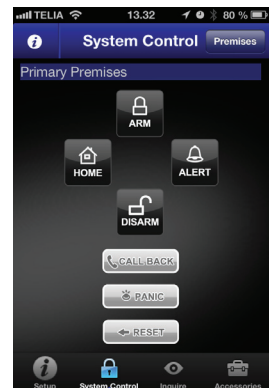 TELIA 13.32 80 %
System Control Premises
Primary Premises
ARM
HOME ALERT
DISARM
CALL BACK
PANIC
RESET
Setup System Control Inquire Accessories